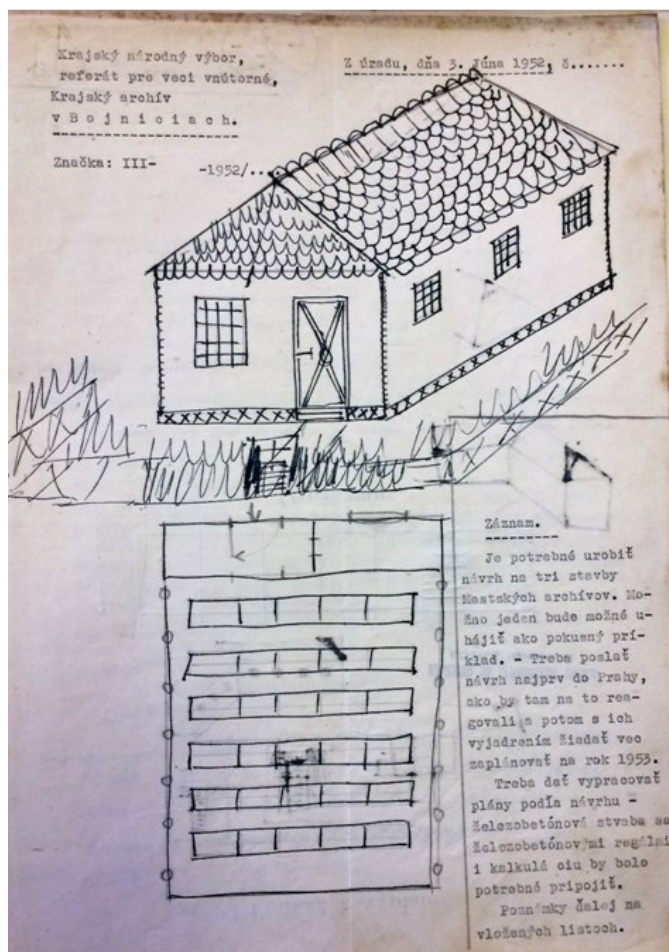 Krajský národný výbor,
referát pre veci vnútorné,
Krajský archív
v Bojniciach.
Značka: III-     -1952/...
Z úradu, dňa 3. Júna 1952, č.......
Záznam.
Je potrebné urobiť
návrh na tri stavby
Mestských archívov. Mo-
žno jeden bude možné u-
hájiť ako pokusný prí-
klad. - Treba poslať
návrh najprv do Prahy,
ako by tam na to rea-
govali a potom s ich
vyjadrením žiadať vec
zaplánovať na rok 1953.
Treba dať vypracovať
plány podľa návrhu -
železobetónová stvaba so
železobetónovými regálmi
i kalkulá ciu by bolo
potrebné pripojiť.
Poznámky ďalej na
vložených listoch.